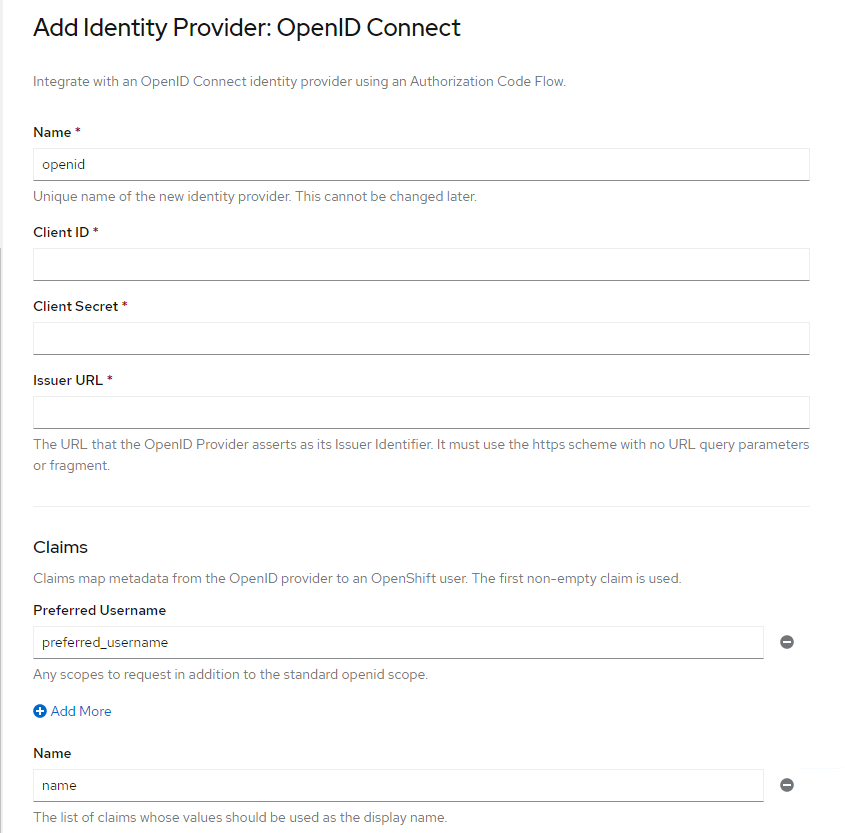 Add Identity Provider: OpenID Connect
Integrate with an OpenID Connect identity provider using an Authorization Code Flow.
Name *
openid
Unique name of the new identity provider. This cannot be changed later.
Client ID *
Client Secret *
Issuer URL *
The URL that the OpenID Provider asserts as its Issuer Identifier. It must use the https scheme with no URL query parameters
or fragment.
Claims
Claims map metadata from the OpenID provider to an OpenShift user. The first non-empty claim is used.
Preferred Username
preferred_username
Any scopes to request in addition to the standard openid scope.
Add More
Name
name
The list of claims whose values should be used as the display name.